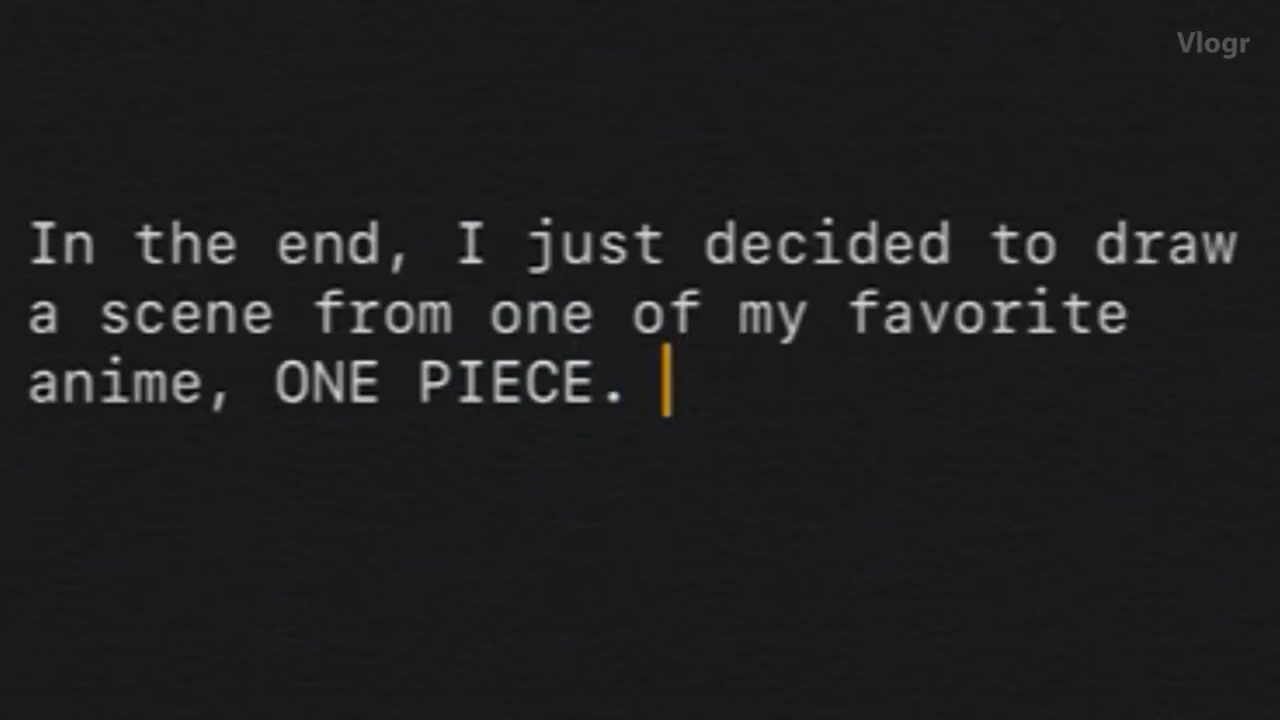 Vlogr
In the end, I just decided to draw
a scene from one of my favorite
anime, ONE PIECE.